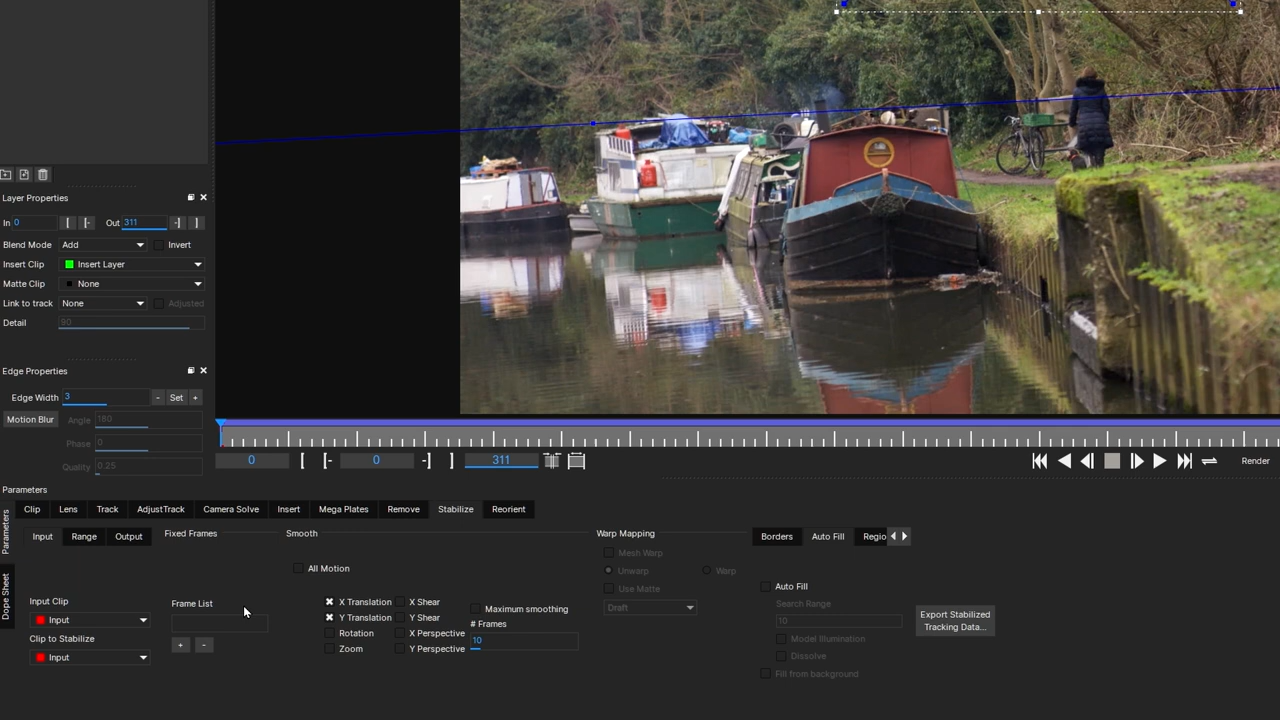 Layer Properties
In 0 [ [- Out 311 -] ]
Blend Mode Add Invert
Insert Clip Insert Layer
Matte Clip None
Link to track None Adjusted
Detail 90
Edge Properties
Edge Width 3 - Set +
Motion Blur Angle 180
Phase 0
Quality 0.25
0 [ [- 0 -] ] 311 Render
Parameters
Parameters
Dope Sheet
Clip Lens Track AdjustTrack Camera Solve Insert Mega Plates Remove Stabilize Reorient
Input Range Output
Input Clip
Input
Clip to Stabilize
Input
Fixed Frames
Frame List
+ -
Smooth
All Motion
X Translation X Shear
Y Translation Y Shear
Rotation X Perspective
Zoom Y Perspective
Maximum smoothing
# Frames
10
Warp Mapping
Mesh Warp
Unwarp Warp
Use Matte
Draft
Borders Auto Fill Regio
Auto Fill
Search Range
10
Model Illumination
Dissolve
Fill from background
Export Stabilized
Tracking Data...